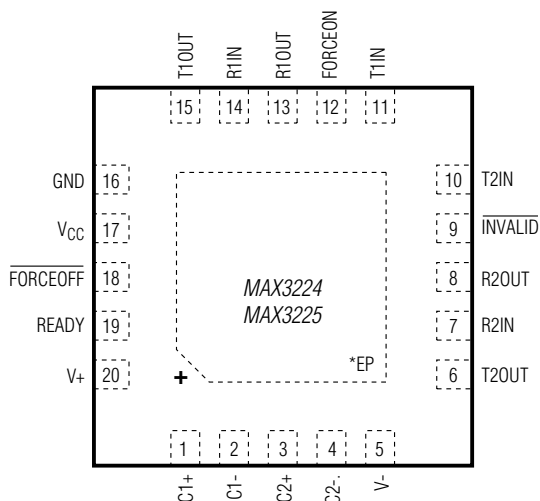 T1OUT
R1IN
R1OUT
FORCEON
T1IN
15
14
13
12
11
GND 16
10 T2IN
VCC 17
9 INVALID
FORCEOFF 18
8 R2OUT
MAX3224
MAX3225
READY 19
7 R2IN
*EP
V+ 20
+
6 T2OUT
1
2
3
4
5
C1+
C1-
C2+
C2-.
V-